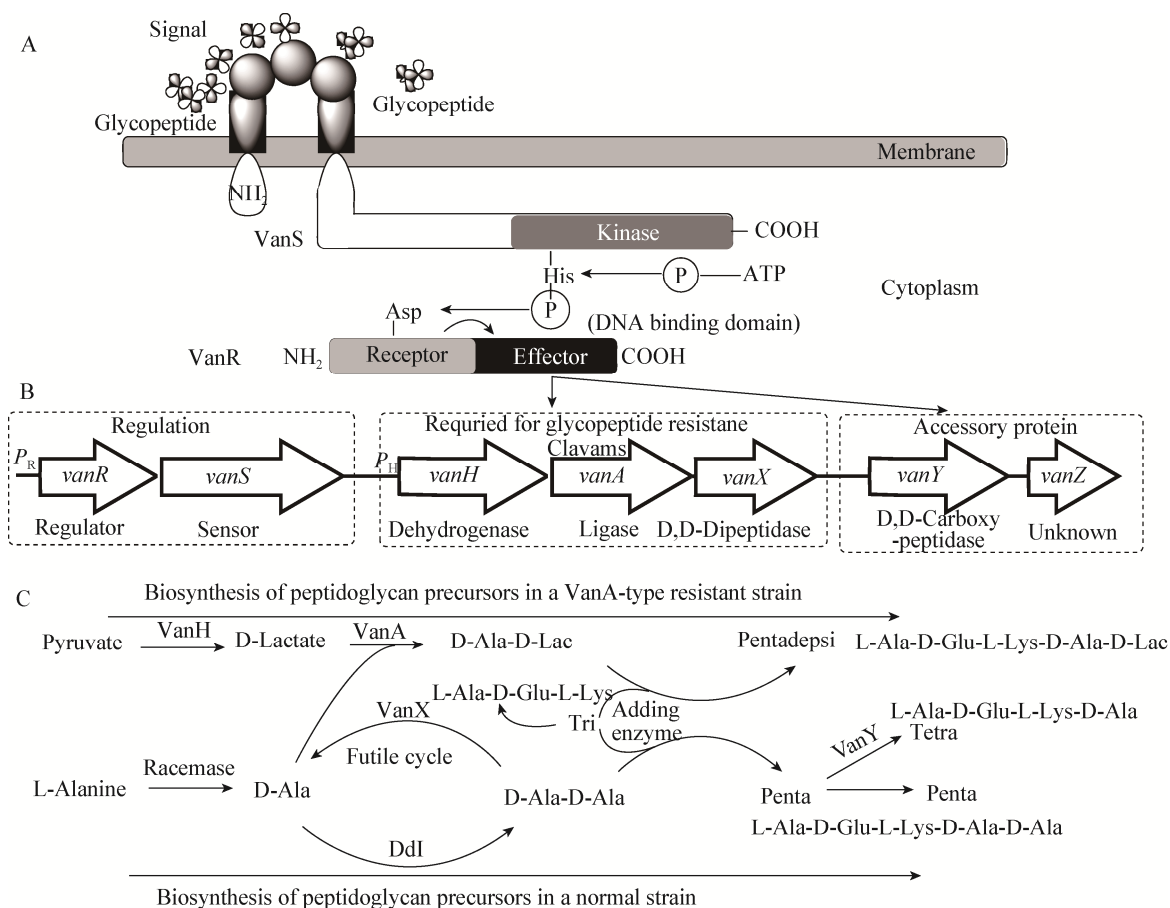 A
Signal
Glycopeptide
Glycopeptide
Membrane
NH2
VanS
Kinase
COOH
His
P
ATP
Cytoplasm
Asp
P
(DNA binding domain)
VanR
NH2
Receptor
Effector
COOH
B
Regulation
Requried for glycopeptide resistane
Accessory protein
Clavams
PR
vanR
vanS
PH
vanH
vanA
vanX
vanY
vanZ
Regulator
Sensor
Dehydrogenase
Ligase
D,D-Dipeptidase
D,D-Carboxy
-peptidase
Unknown
C
Biosynthesis of peptidoglycan precursors in a VanA-type resistant strain
Pyruvatc
VanH
D-Lactate
VanA
D-Ala-D-Lac
Pentadepsi
L-Ala-D-Glu-L-Lys-D-Ala-D-Lac
L-Ala-D-Glu-L-Lys
VanX
Tri
Adding
enzyme
L-Ala-D-Glu-L-Lys-D-Ala
VanY
Tetra
Futile cycle
L-Alanine
Racemase
D-Ala
D-Ala-D-Ala
Penta
Penta
L-Ala-D-Glu-L-Lys-D-Ala-D-Ala
DdI
Biosynthesis of peptidoglycan precursors in a normal strain